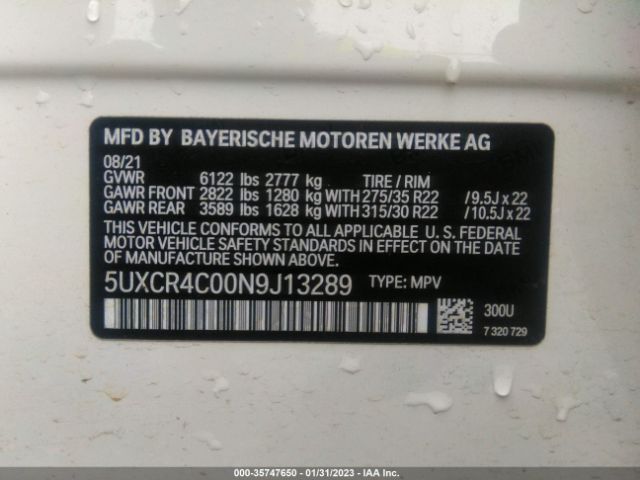 MFD BY BAYERISCHE MOTOREN WERKE AG
08/21
GVWR 6122 lbs 2777 kg TIRE / RIM
GAWR FRONT 2822 lbs 1280 kg WITH 275/35 R22 / 9.5J x 22
GAWR REAR 3589 lbs 1628 kg WITH 315/30 R22 / 10.5J x 22
THIS VEHICLE CONFORMS TO ALL APPLICABLE U. S. FEDERAL
MOTOR VEHICLE SAFETY STANDARDS IN EFFECT ON THE DATE OF
MANUFACTURE SHOWN ABOVE.
5UXCR4C00N9J13289 TYPE: MPV
300U
7 320 729
000-35747650 - 01/31/2023 - IAA Inc.